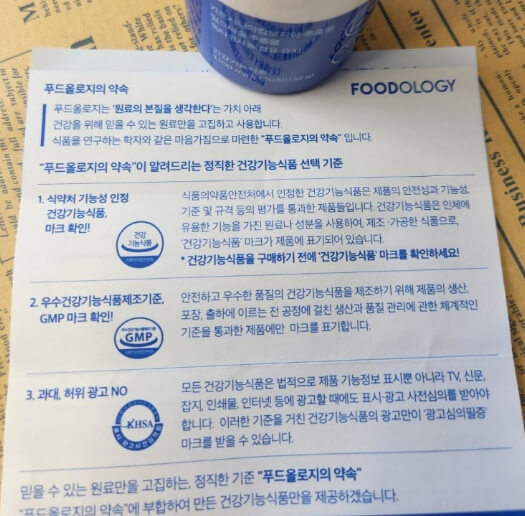 푸드올로지의 약속
FOODOLOGY
푸드올로지는 '원료의 본질을 생각한다'는 가치 아래
건강을 위해 믿을 수 있는 원료만을 고집하고 사용합니다.
식품을 연구하는 학자와 같은 마음가짐으로 마련한 "푸드올로지의 약속" 입니다.
"푸드올로지의 약속"이 알려드리는 정직한 건강기능식품 선택 기준
1. 식약처 기능성 인정
건강기능식품,
마크 확인!
건강
기능식품
식품의약품안전처에서 인정한 건강기능식품은 제품의 안전성과 기능성,
기준 및 규격 등의 평가를 통과한 제품들입니다. 건강기능식품은 인체에
유용한 기능을 가진 원료나 성분을 사용하여, 제조·가공한 식품으로,
'건강기능식품' 마크가 제품에 표기되어 있습니다.
* 건강기능식품을 구매하기 전에 '건강기능식품' 마크를 확인하세요!
2. 우수건강기능식품제조기준,
GMP 마크 확인!
GMP
안전하고 우수한 품질의 건강기능식품을 제조하기 위해 제품의 생산,
포장, 출하에 이르는 전 공정에 걸친 생산과 품질 관리에 관한 체계적인
기준을 통과한 제품에만 마크를 표기합니다.
3. 과대, 허위 광고 NO
KHSA
모든 건강기능식품은 법적으로 제품 기능정보 표시뿐 아니라 TV, 신문,
잡지, 인쇄물, 인터넷 등에 광고할 때에도 표시·광고 사전심의를 받아야
합니다. 이러한 기준을 거친 건강기능식품의 광고만이 '광고심의필증'
마크를 받을 수 있습니다.
믿을 수 있는 원료만을 고집하는, 정직한 기준 "푸드올로지의 약속"
"푸드올로지의 약속"에 부합하여 만든 건강기능식품만을 제공하겠습니다.